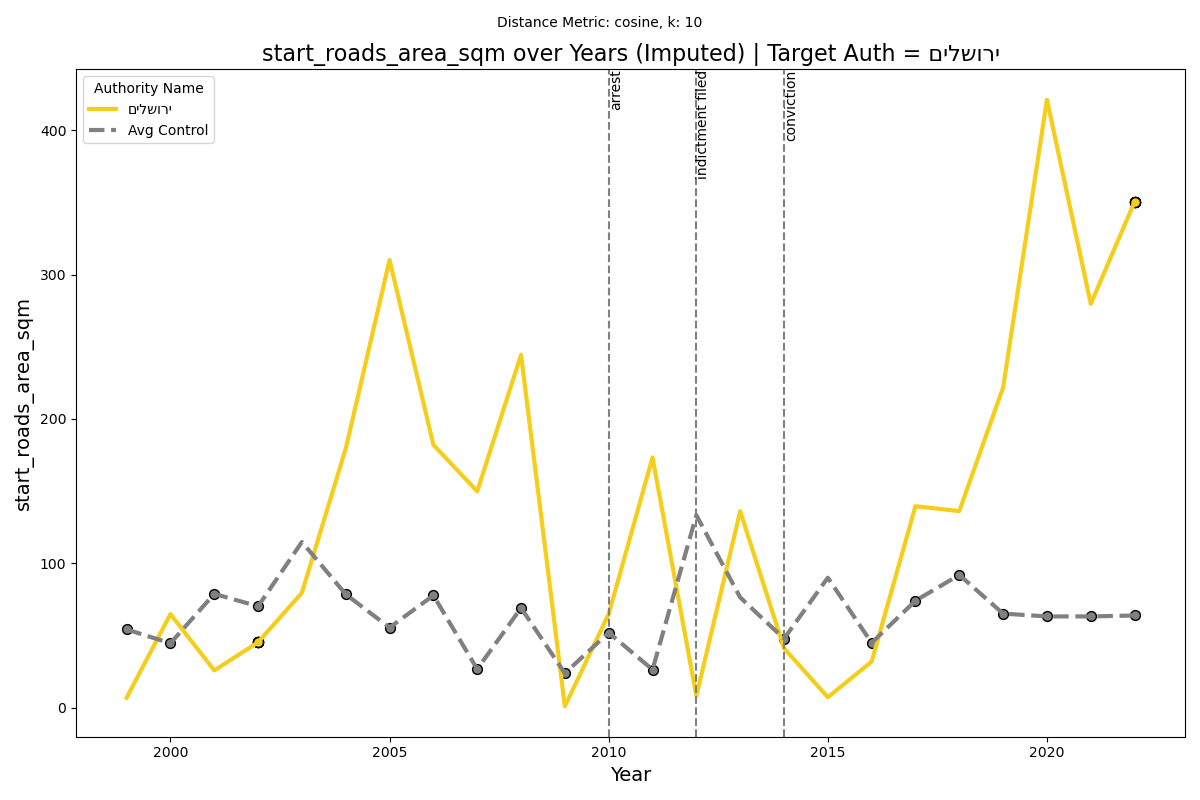 Distance Metric: cosine, k: 10
start_roads_area_sqm over Years (Imputed) | Target Auth = ירושלים
Authority Name
ירושלים
Avg Control
arrest
indictment filed
conviction
start_roads_area_sqm
400
300
200
100
0
2000
2005
2010
2015
2020
Year